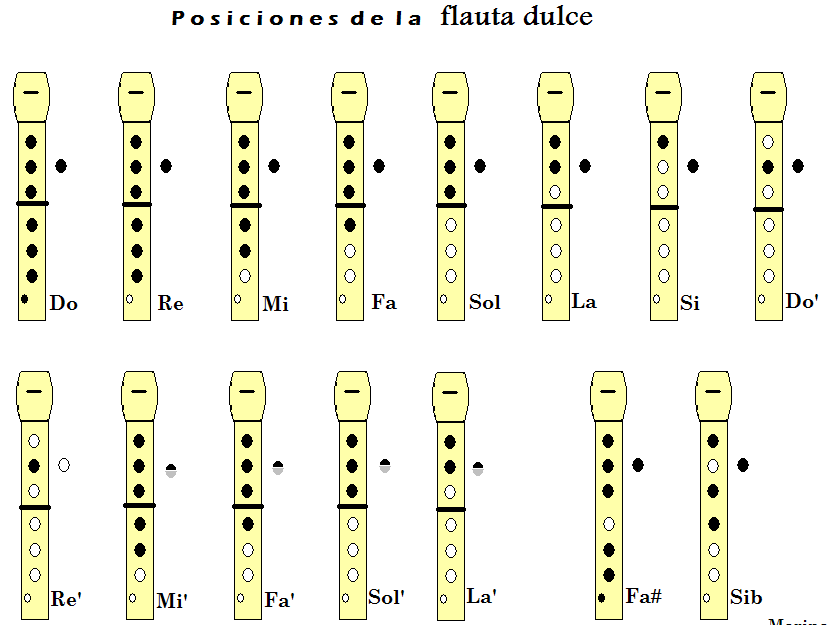 Posiciones de la flauta dulce
Do Re Mi Fa Sol La Si Do'
Re' Mi' Fa' Sol' La' Fa# Sib